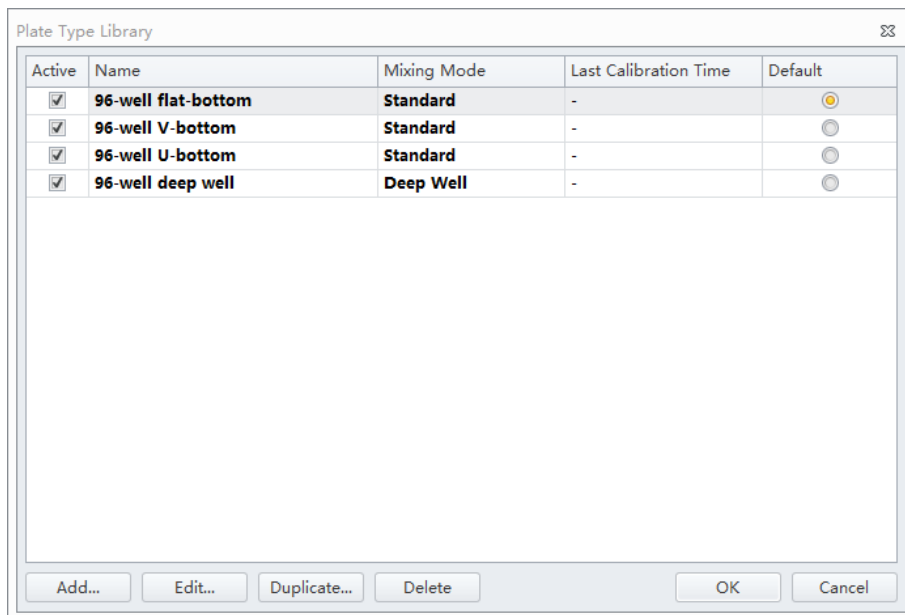 Plate Type Library
Active Name Mixing Mode Last Calibration Time Default
96-well flat-bottom Standard -
96-well V-bottom Standard -
96-well U-bottom Standard -
96-well deep well Deep Well -
Add... Edit... Duplicate... Delete OK Cancel